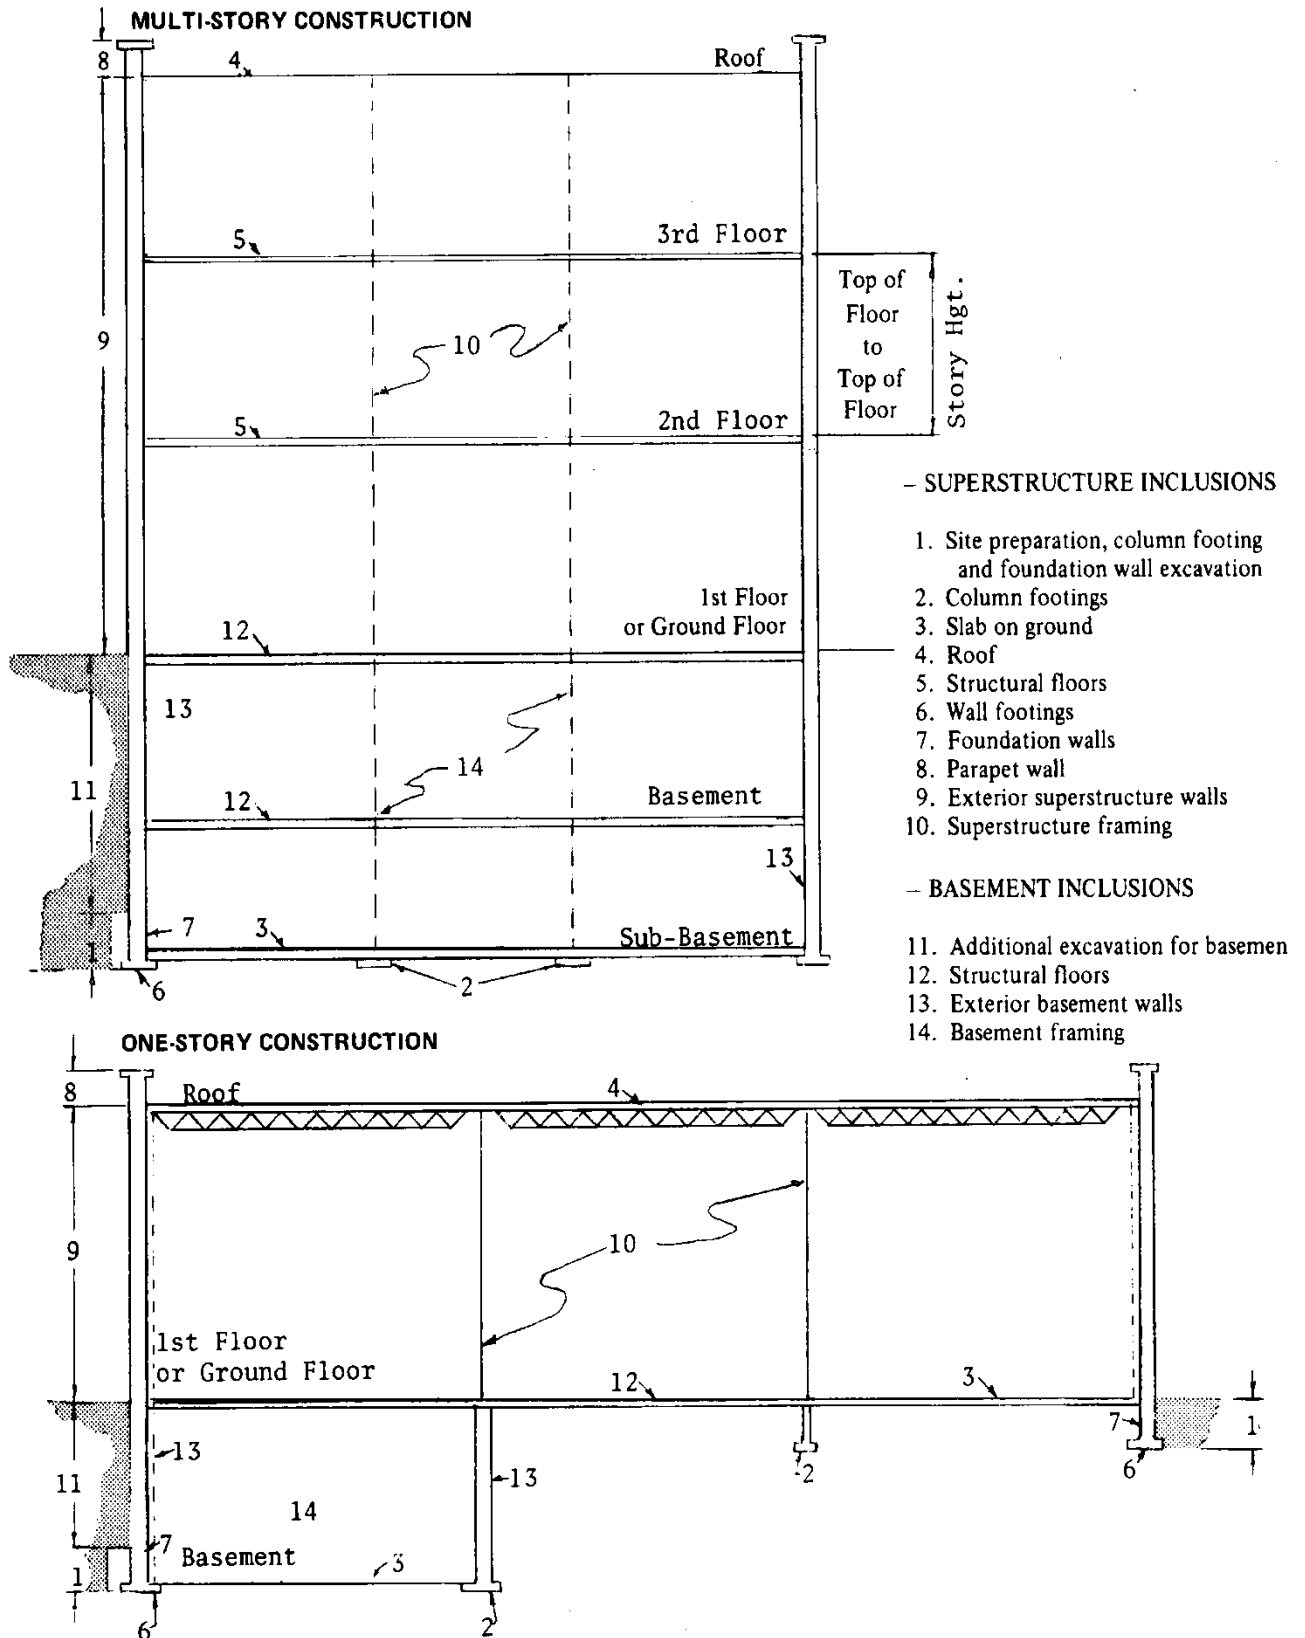 MULTI-STORY CONSTRUCTION
8
4
Roof
5
3rd Floor
9
10
Top of
Floor
to
Top of
Floor
Story Hgt.
5
2nd Floor
12
1st Floor
or Ground Floor
13
11
14
12
Basement
13
7
3
Sub-Basement
1
6
2
– SUPERSTRUCTURE INCLUSIONS
1. Site preparation, column footing
and foundation wall excavation
2. Column footings
3. Slab on ground
4. Roof
5. Structural floors
6. Wall footings
7. Foundation walls
8. Parapet wall
9. Exterior superstructure walls
10. Superstructure framing
– BASEMENT INCLUSIONS
11. Additional excavation for basemen
12. Structural floors
13. Exterior basement walls
14. Basement framing
ONE-STORY CONSTRUCTION
8
Roof
4
9
10
1st Floor
or Ground Floor
12
3
7
1
13
11
13
2
6
14
7
Basement
3
1
6
2